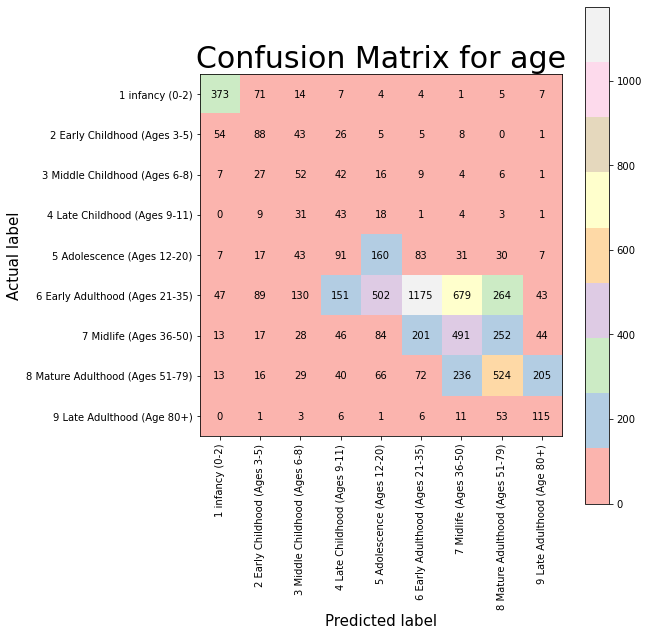 Confusion Matrix for age
Actual label
1 infancy (0-2) 373 71 14 7 4 4 1 5 7
2 Early Childhood (Ages 3-5) 54 88 43 26 5 5 8 0 1
3 Middle Childhood (Ages 6-8) 7 27 52 42 16 9 4 6 1
4 Late Childhood (Ages 9-11) 0 9 31 43 18 1 4 3 1
5 Adolescence (Ages 12-20) 7 17 43 91 160 83 31 30 7
6 Early Adulthood (Ages 21-35) 47 89 130 151 502 1175 679 264 43
7 Midlife (Ages 36-50) 13 17 28 46 84 201 491 252 44
8 Mature Adulthood (Ages 51-79) 13 16 29 40 66 72 236 524 205
9 Late Adulthood (Age 80+) 0 1 3 6 1 6 11 53 115
1 infancy (0-2)
2 Early Childhood (Ages 3-5)
3 Middle Childhood (Ages 6-8)
4 Late Childhood (Ages 9-11)
5 Adolescence (Ages 12-20)
6 Early Adulthood (Ages 21-35)
7 Midlife (Ages 36-50)
8 Mature Adulthood (Ages 51-79)
9 Late Adulthood (Age 80+)
Predicted label
1000
800
600
400
200
0